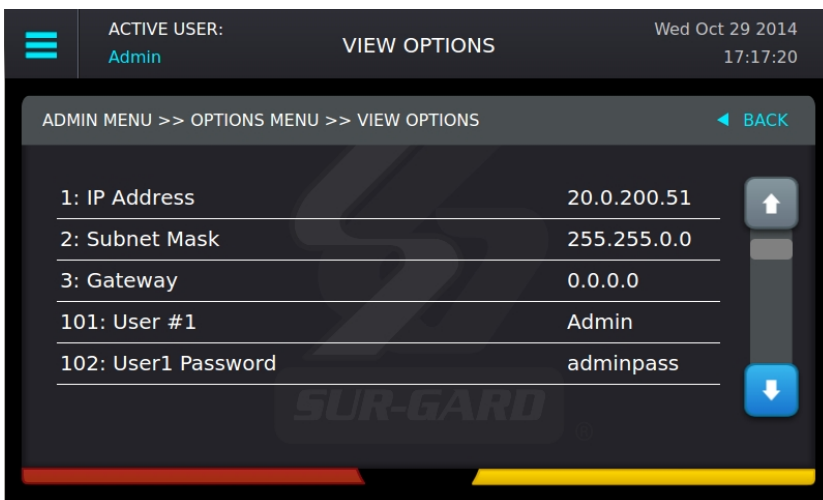 ACTIVE USER:
Admin
VIEW OPTIONS
Wed Oct 29 2014
17:17:20
ADMIN MENU >> OPTIONS MENU >> VIEW OPTIONS
BACK
1: IP Address 20.0.200.51
2: Subnet Mask 255.255.0.0
3: Gateway 0.0.0.0
101: User #1 Admin
102: User1 Password adminpass
SUR-GARD
®